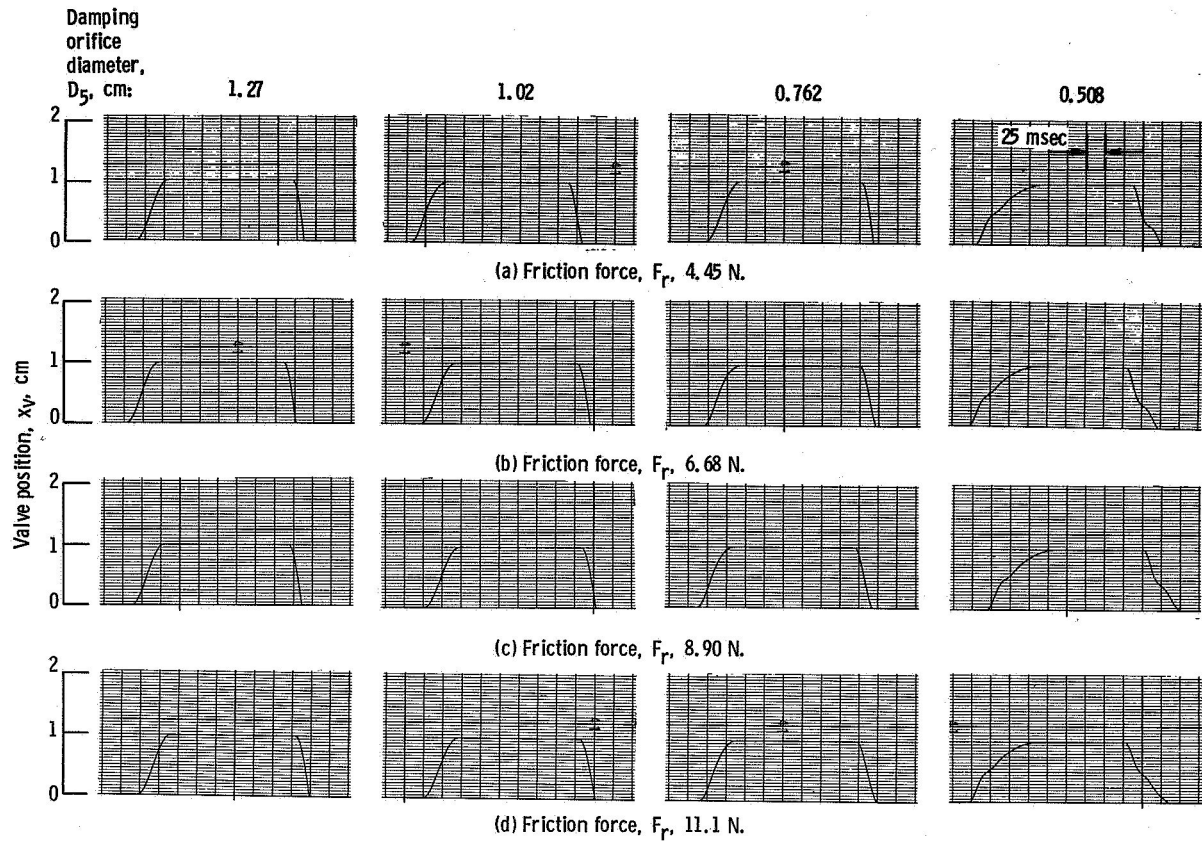 Damping
orifice
diameter,
D5, cm: 1.27 1.02 0.762 0.508
2
25 msec
1
0
(a) Friction force, Fr, 4.45 N.
2
1
0
(b) Friction force, Fr, 6.68 N.
Valve position, xv, cm
2
1
0
(c) Friction force, Fr, 8.90 N.
2
1
0
(d) Friction force, Fr, 11.1 N.